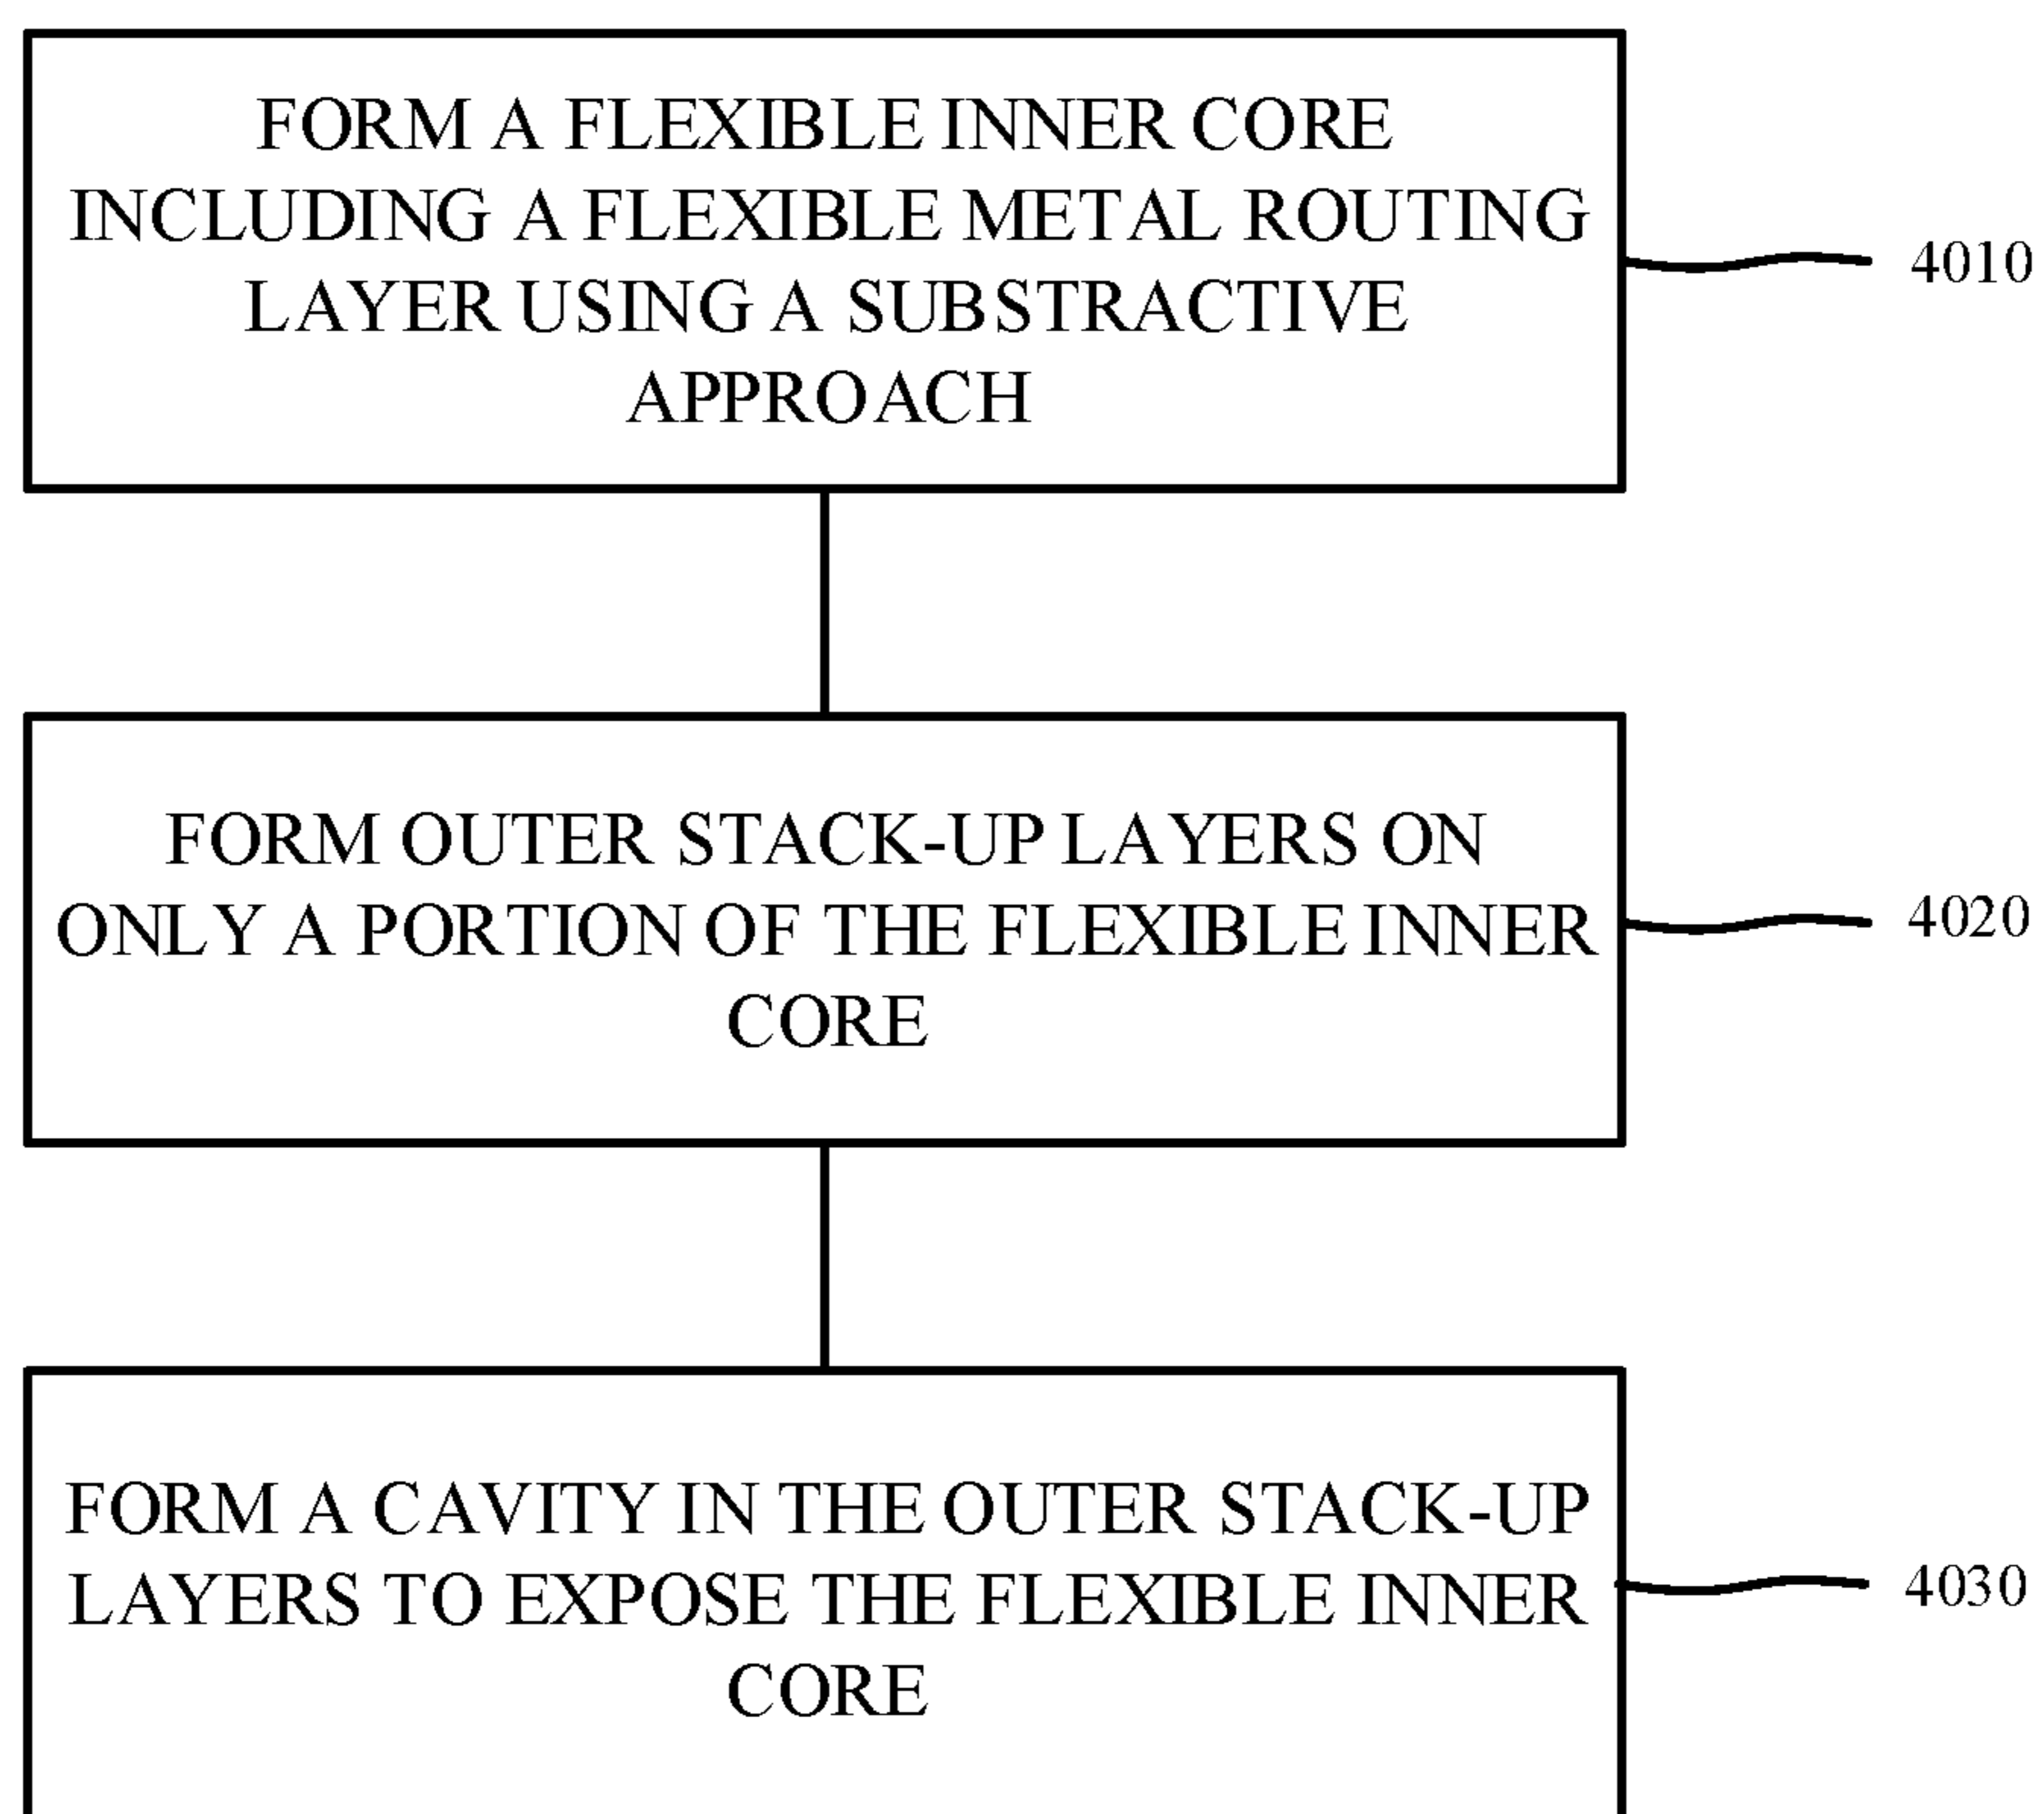 FORM A FLEXIBLE INNER CORE
INCLUDING A FLEXIBLE METAL ROUTING
LAYER USING A SUBSTRACTIVE
APPROACH
4010
FORM OUTER STACK-UP LAYERS ON
ONLY A PORTION OF THE FLEXIBLE INNER
CORE
4020
FORM A CAVITY IN THE OUTER STACK-UP
LAYERS TO EXPOSE THE FLEXIBLE INNER
CORE
4030